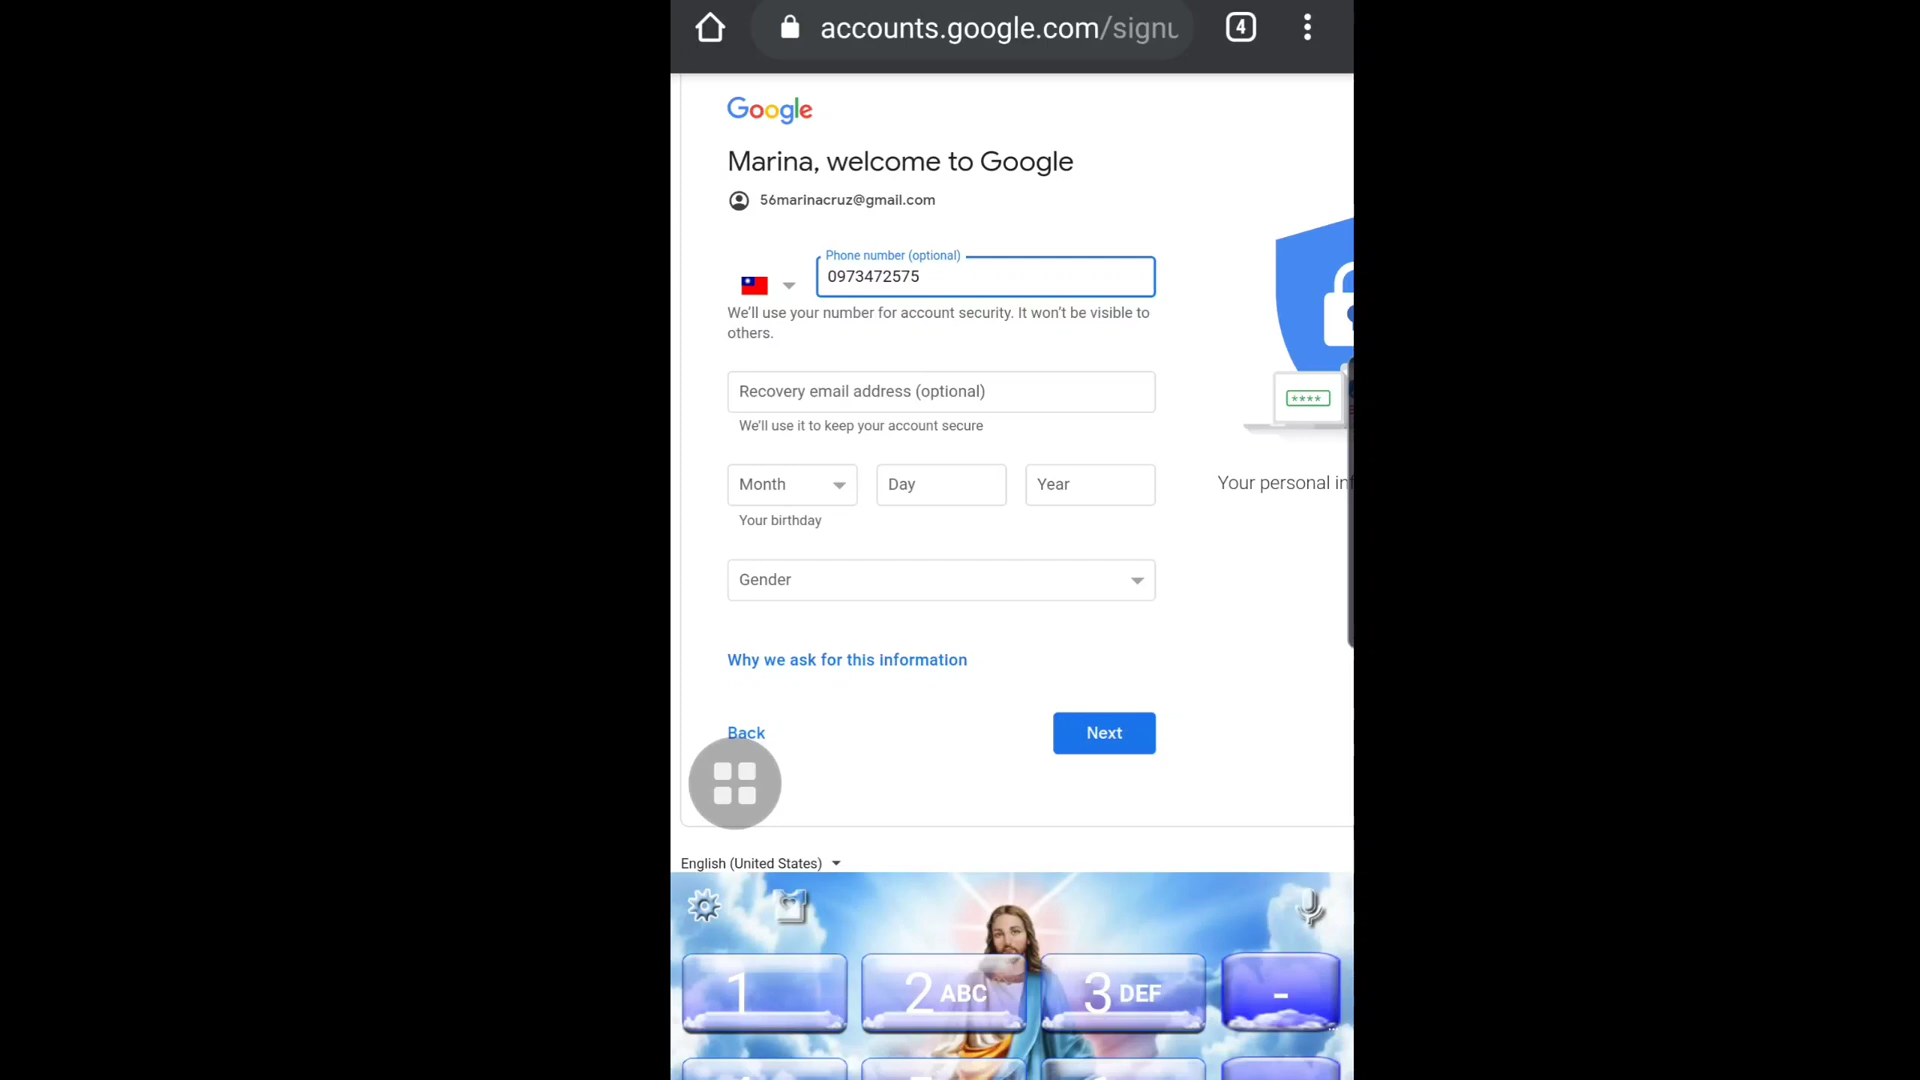 accounts.google.com/signu
4
Google
Marina, welcome to Google
56marinacruz@gmail.com
Phone number (optional)
0973472575
We'll use your number for account security. It won't be visible to
others.
Recovery email address (optional)
We'll use it to keep your account secure
****
Month
Day
Year
Your personal inf
Your birthday
Gender
Why we ask for this information
Back
Next
English (United States)
1
2 ABC
3 DEF
-